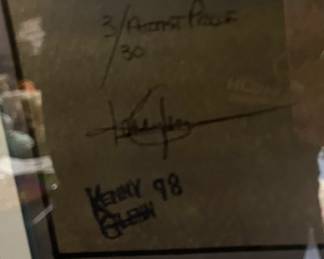 3/ARTIST PROOF
30
KENNY 98
GLENN